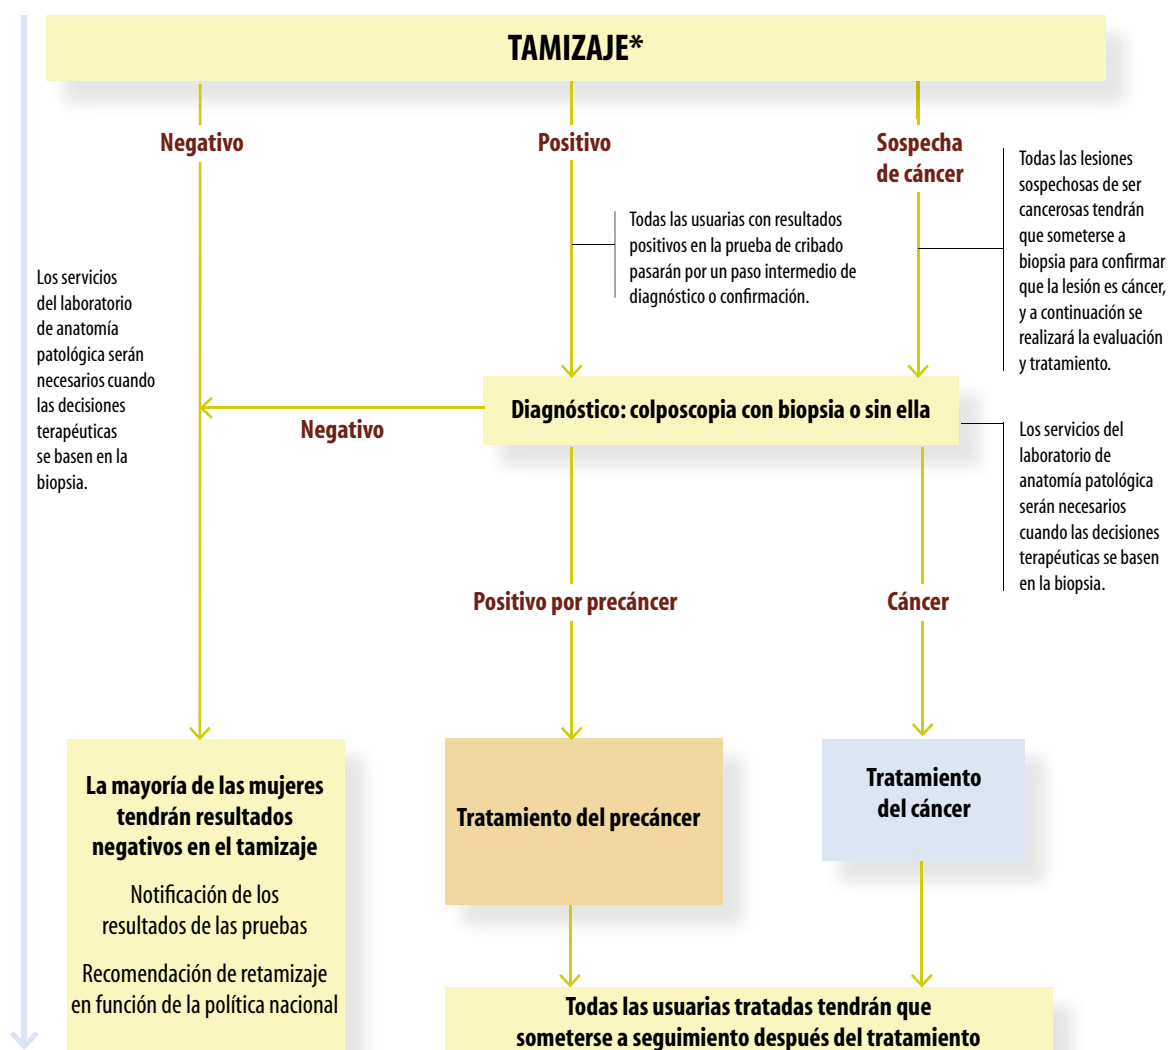 TAMIZAJE*
Negativo
Positivo
Sospecha
de cáncer
Todas las lesiones
sospechosas de ser
cancerosas tendrán
que someterse a
biopsia para confirmar
que la lesión es cáncer,
y a continuación se
realizará la evaluación
y tratamiento.
Todas las usuarias con resultados
positivos en la prueba de cribado
pasarán por un paso intermedio de
diagnóstico o confirmación.
Los servicios
del laboratorio
de anatomía
patológica serán
necesarios cuando
las decisiones
terapéuticas
se basen en la
biopsia.
Diagnóstico: colposcopia con biopsia o sin ella
Negativo
Los servicios del
laboratorio de
anatomía patológica
serán necesarios
cuando las decisiones
terapéuticas se basen
en la biopsia.
Positivo por precáncer
Cáncer
La mayoría de las mujeres
tendrán resultados
negativos en el tamizaje
Notificación de los
resultados de las pruebas
Recomendación de retamizaje
en función de la política nacional
Tratamiento del precáncer
Tratamiento
del cáncer
Todas las usuarias tratadas tendrán que
someterse a seguimiento después del tratamiento